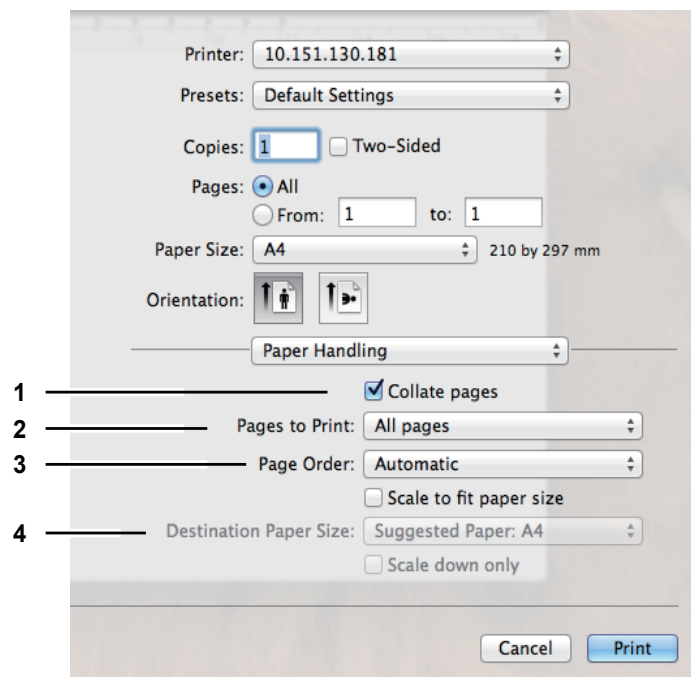 Printer: 10.151.130.181
Presets: Default Settings
Copies: 1 Two-Sided
Pages: All
From: 1 to: 1
Paper Size: A4 210 by 297 mm
Orientation:
Paper Handling
1 Collate pages
2 Pages to Print: All pages
3 Page Order: Automatic
Scale to fit paper size
4 Destination Paper Size: Suggested Paper: A4
Scale down only
Cancel Print